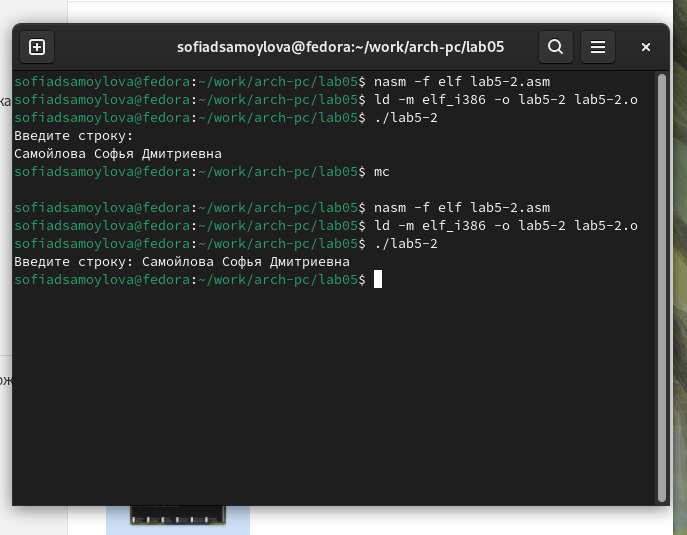 sofiadsamoylova@fedora:~/work/arch-pc/lab05
sofiadsamoylova@fedora:~/work/arch-pc/lab05$ nasm -f elf lab5-2.asm
sofiadsamoylova@fedora:~/work/arch-pc/lab05$ ld -m elf_i386 -o lab5-2 lab5-2.o
sofiadsamoylova@fedora:~/work/arch-pc/lab05$ ./lab5-2
Введите строку:
Самойлова Софья Дмитриевна
sofiadsamoylova@fedora:~/work/arch-pc/lab05$ mc
sofiadsamoylova@fedora:~/work/arch-pc/lab05$ nasm -f elf lab5-2.asm
sofiadsamoylova@fedora:~/work/arch-pc/lab05$ ld -m elf_i386 -o lab5-2 lab5-2.o
sofiadsamoylova@fedora:~/work/arch-pc/lab05$ ./lab5-2
Введите строку: Самойлова Софья Дмитриевна
sofiadsamoylova@fedora:~/work/arch-pc/lab05$